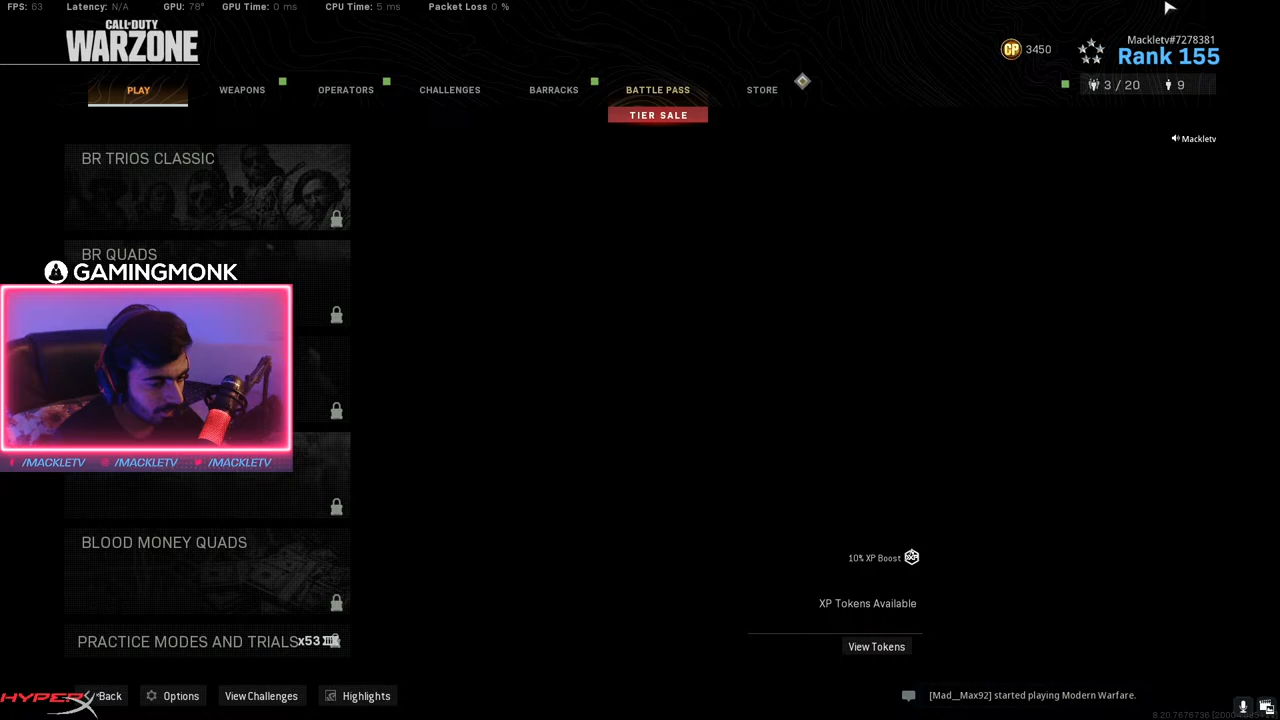 FPS: 63 Latency: N/A GPU: 78° GPU Time: 0 ms CPU Time: 5 ms Packet Loss 0 %
CALL OF DUTY
WARZONE
CP 3450
Mackletv#7278381
Rank 155
PLAY WEAPONS OPERATORS CHALLENGES BARRACKS BATTLE PASS STORE
3 / 20 9
TIER SALE
Mackletv
BR TRIOS CLASSIC
BR QUADS
GAMINGMONK
/MACKLETV /MACKLETV /MACKLETV
BLOOD MONEY QUADS
10% XP Boost
XP Tokens Available
PRACTICE MODES AND TRIALS x53
View Tokens
HYPERX
Back Options View Challenges Highlights
[Mad__Max92] started playing Modern Warfare.